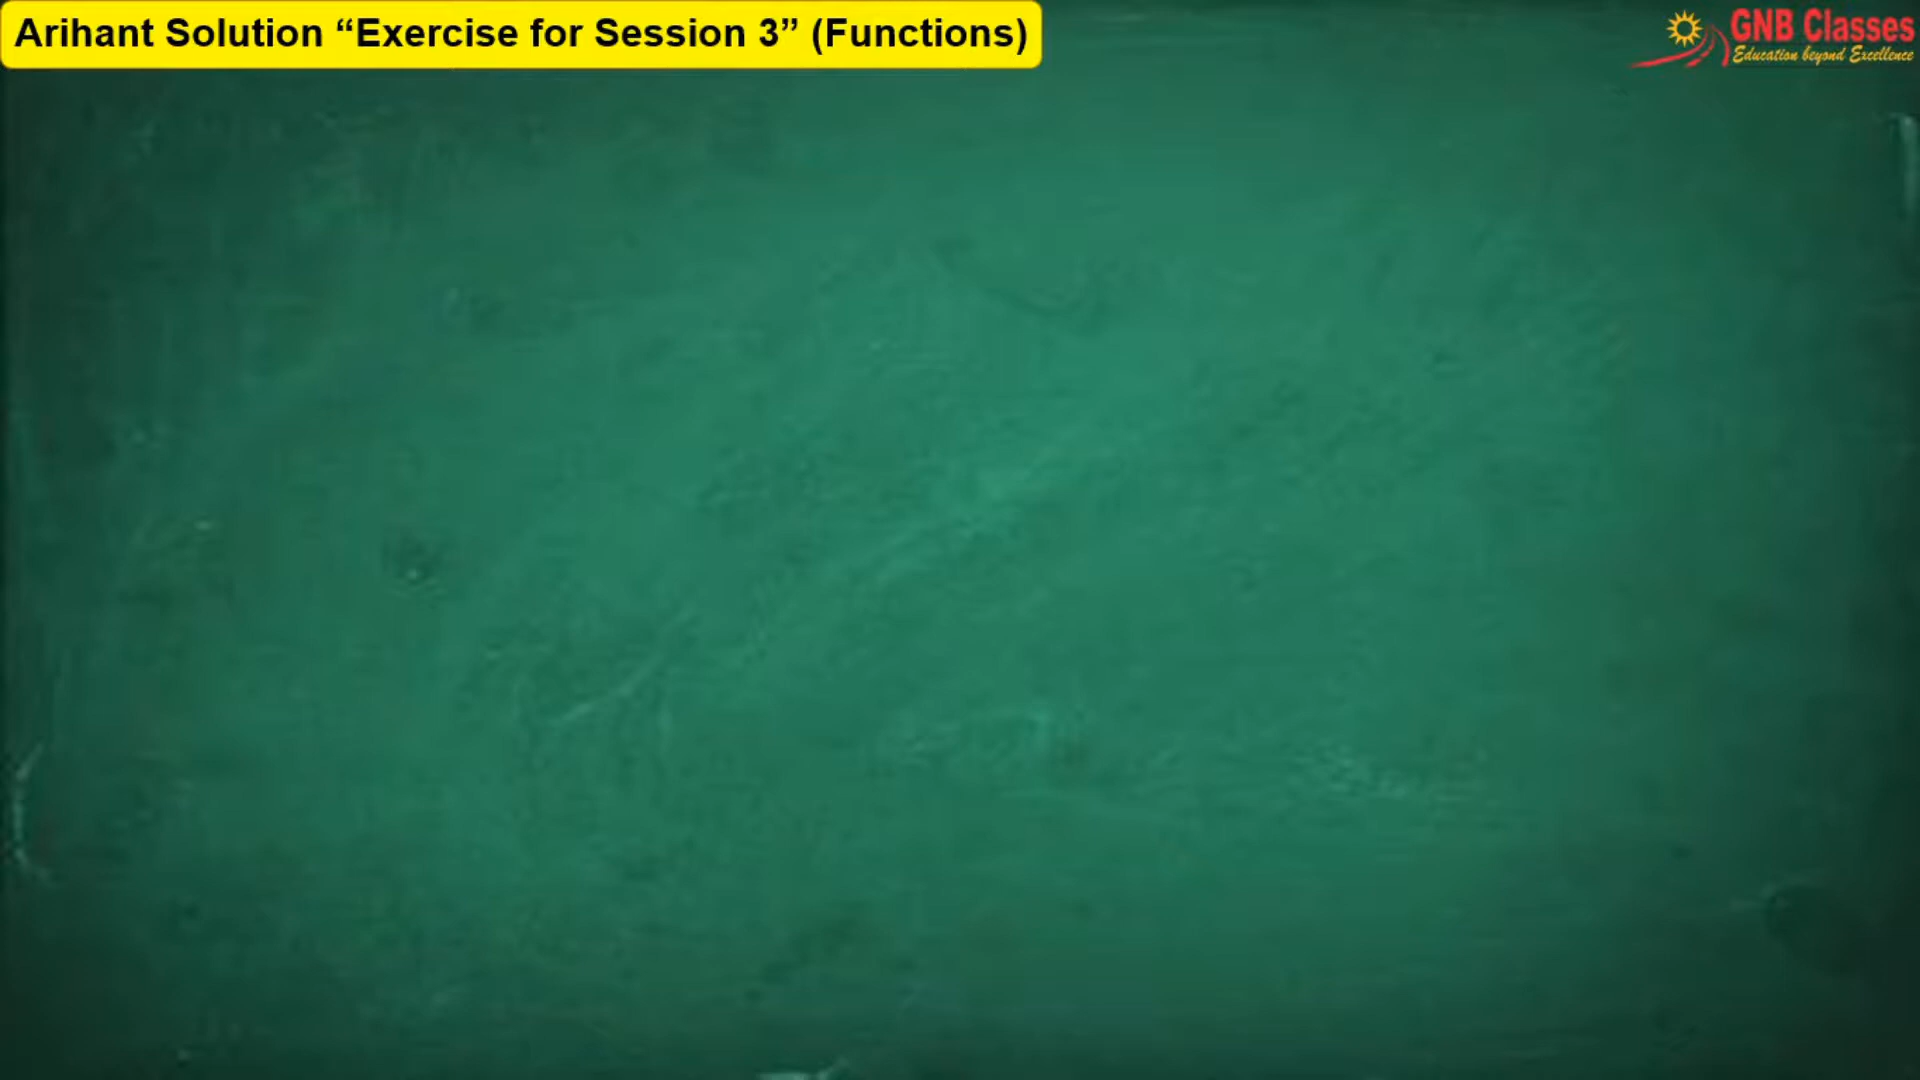 Arihant Solution “Exercise for Session 3” (Functions)
GNB Classes
Education beyond Excellence